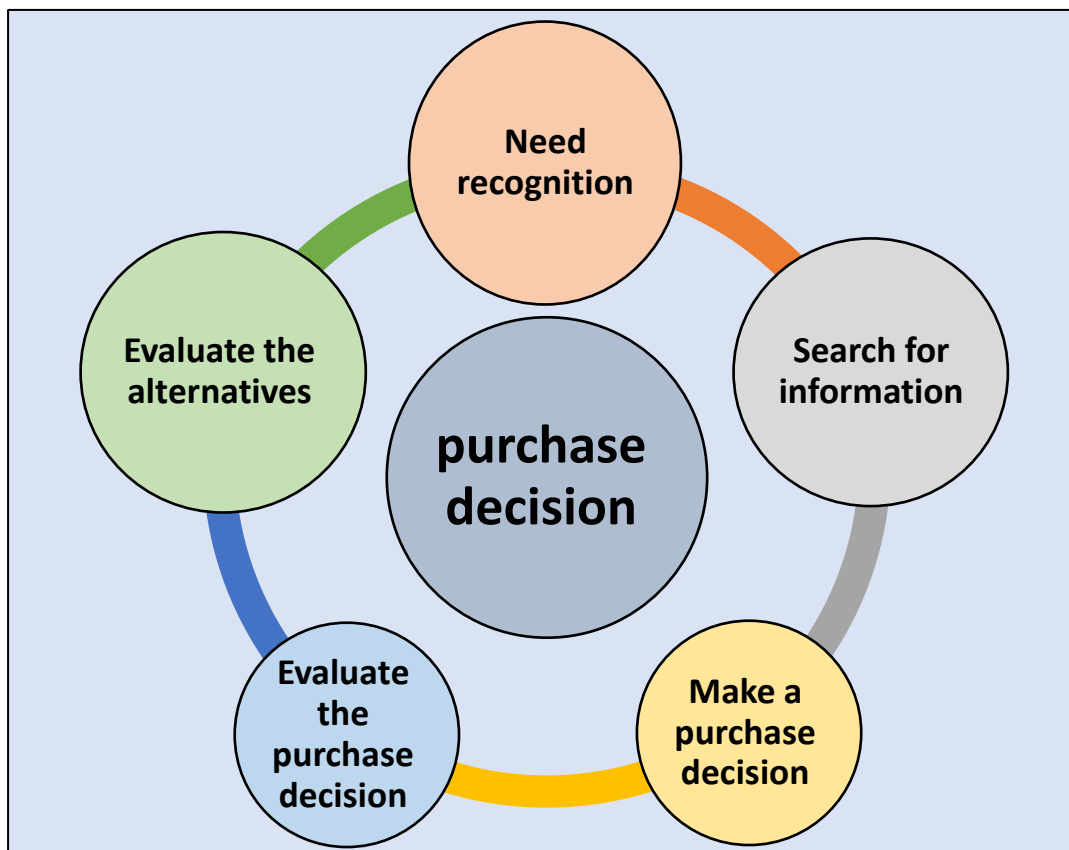 Need
recognition
Search for
information
Make a
purchase
decision
Evaluate
the
purchase
decision
Evaluate the
alternatives
purchase
decision